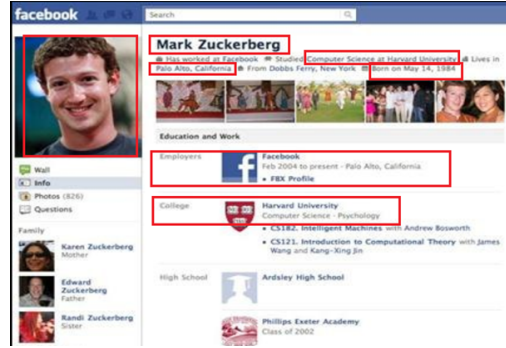 facebook
Search
Mark Zuckerberg
Has worked at Facebook Studied Computer Science at Harvard University Lives in
Palo Alto, California From Dobbs Ferry, New York Born on May 14, 1984
Education and Work
Employers
Facebook
Feb 2004 to present · Palo Alto, California
• FBX Profile
College
Harvard University
Computer Science · Psychology
• CS182. Intelligent Machines with Andrew Bosworth
• CS121. Introduction to Computational Theory with James
Wang and Kang-Xing Jin
High School
Ardsley High School
Phillips Exeter Academy
Class of 2002
Wall
Info
Photos (826)
Questions
Family
Karen Zuckerberg
Mother
Edward
Zuckerberg
Father
Randi Zuckerberg
Sister